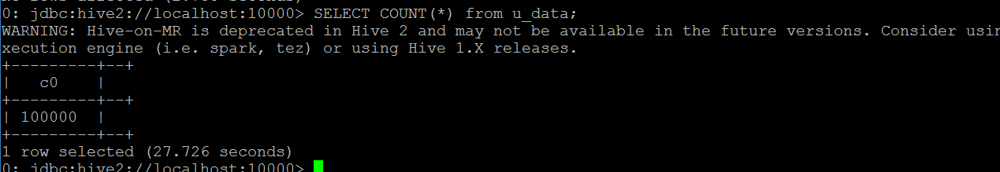 0: jdbc:hive2://localhost:10000> SELECT COUNT(*) from u_data;
WARNING: Hive-on-MR is deprecated in Hive 2 and may not be available in the future versions. Consider usin
xecution engine (i.e. spark, tez) or using Hive 1.X releases.
+---------+--+
|   c0    |
+---------+--+
| 100000  |
+---------+--+
1 row selected (27.726 seconds)
0: jdbc:hive2://localhost:10000>